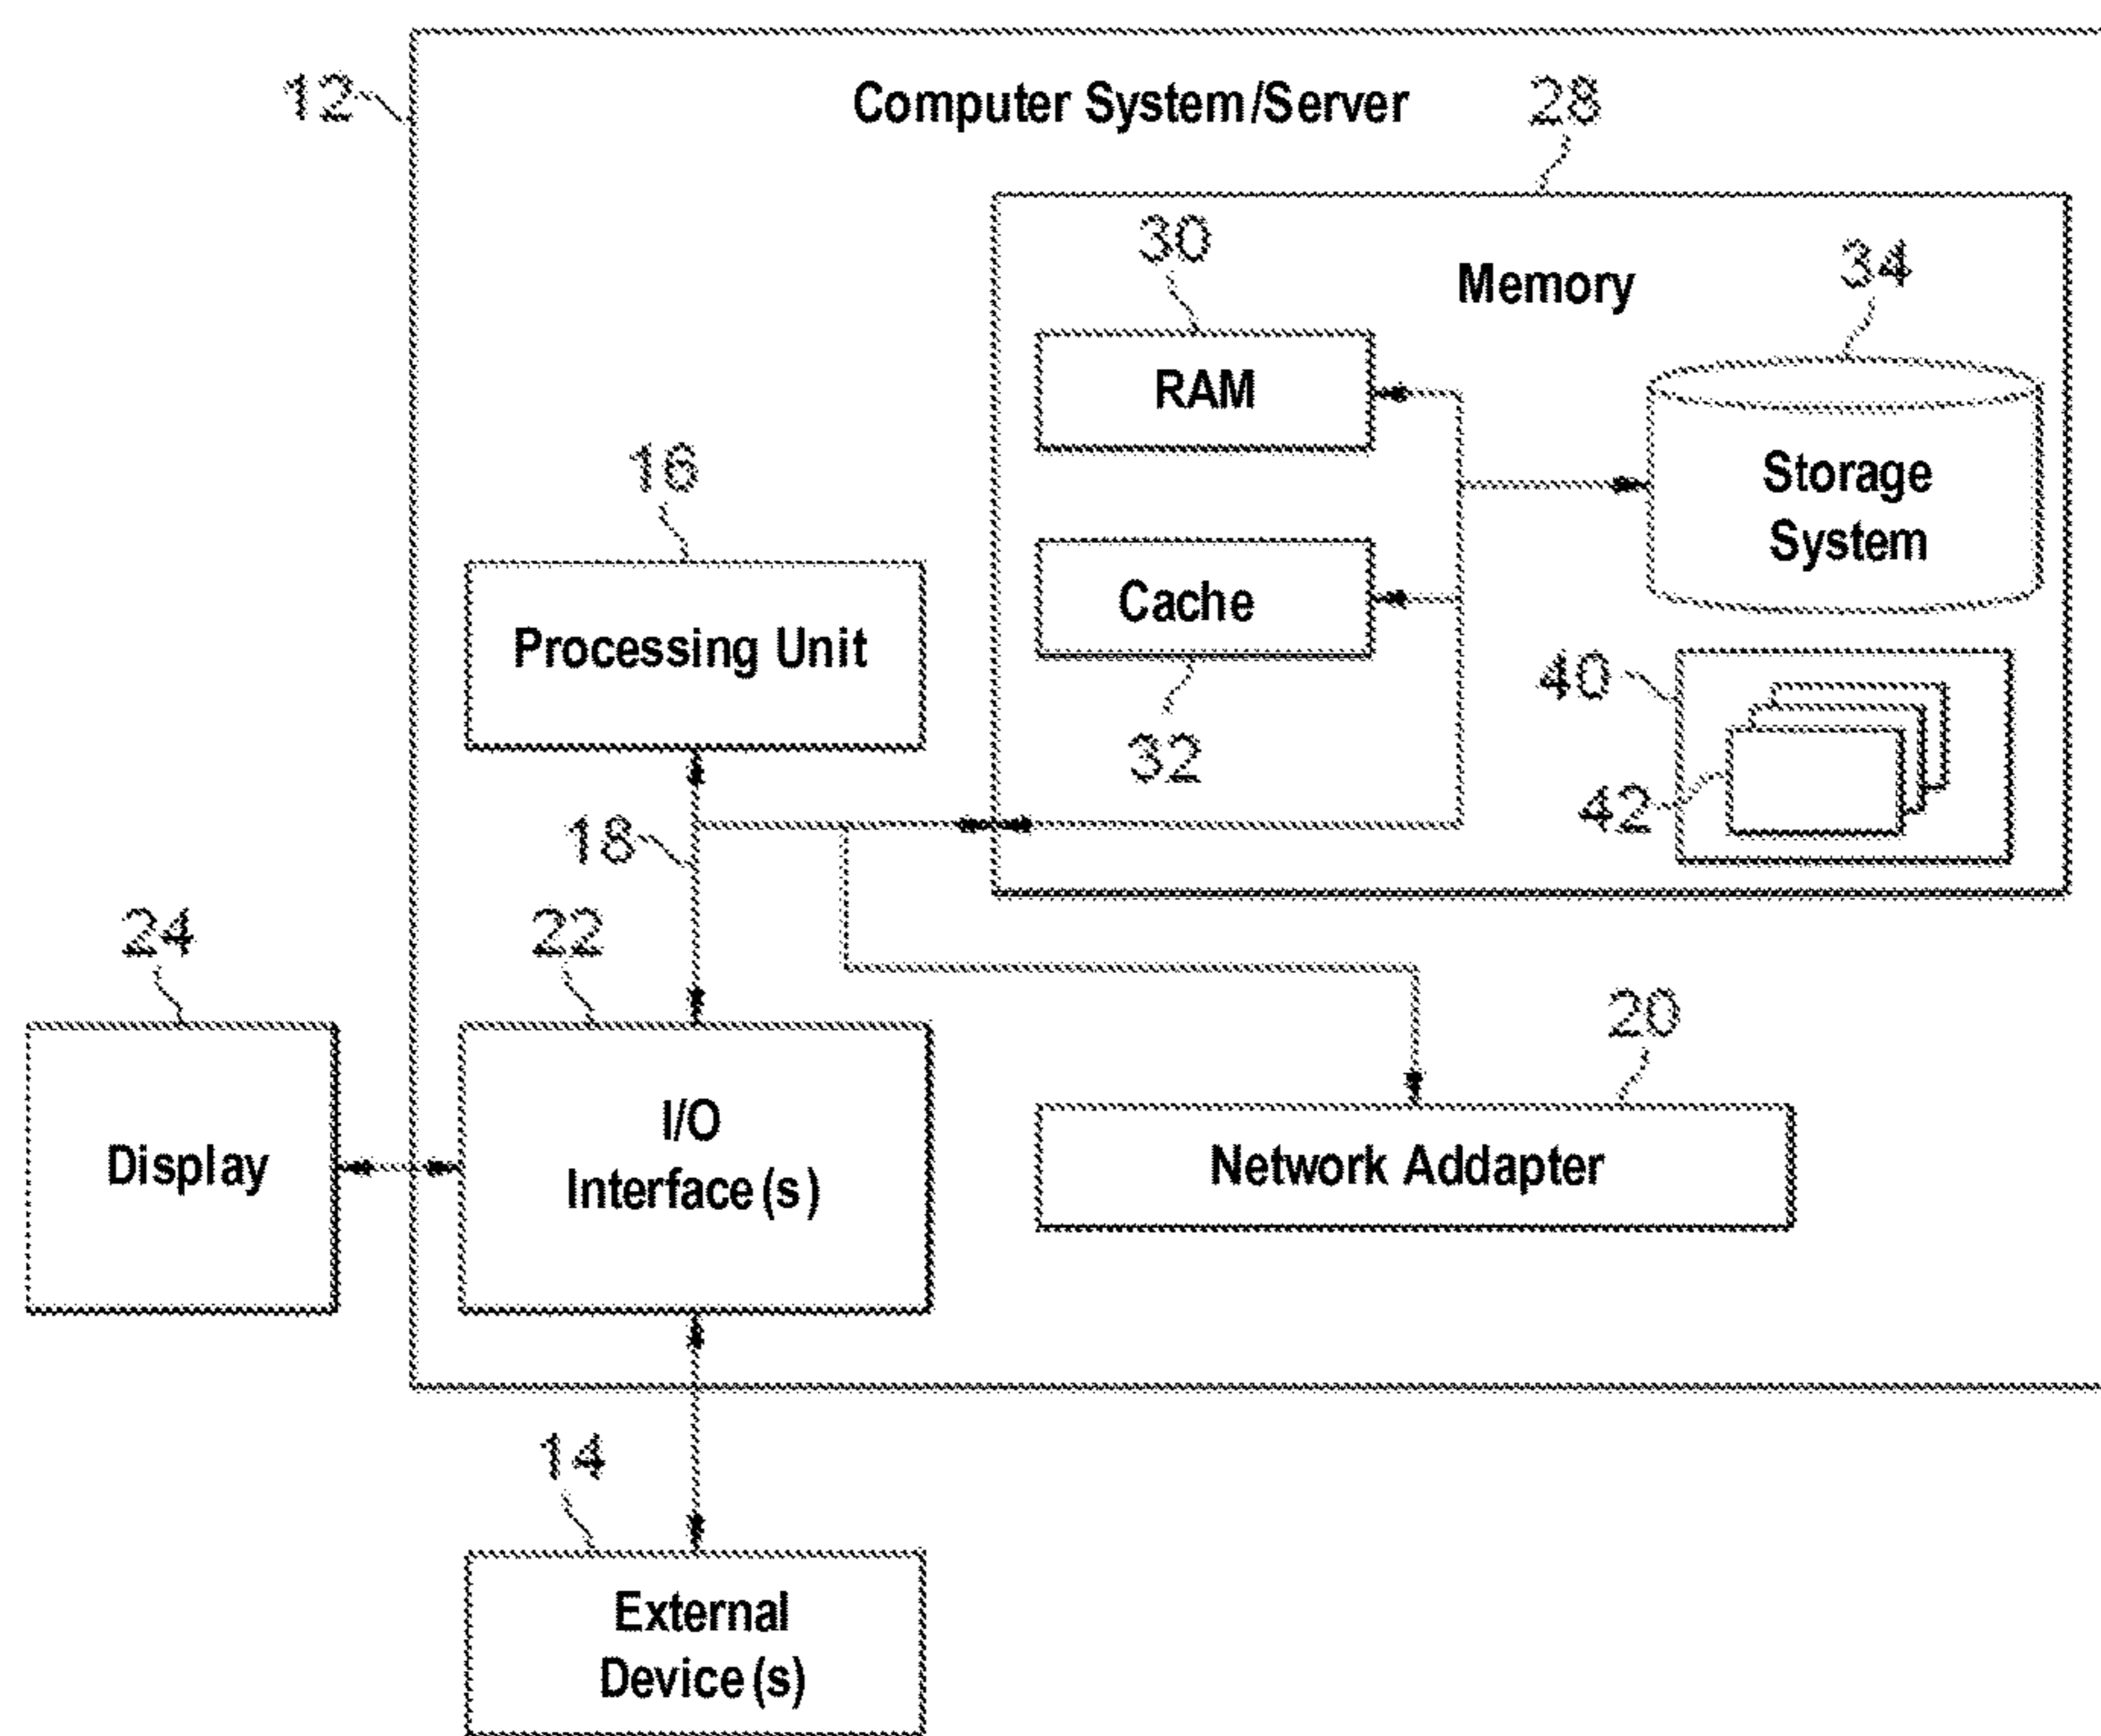 12
Computer System/Server
28
30
Memory
34
RAM
16
Storage
System
Cache
Processing Unit
40
32
42
18
24
22
20
I/O
Interface(s)
Display
Network Addapter
14
External
Device(s)